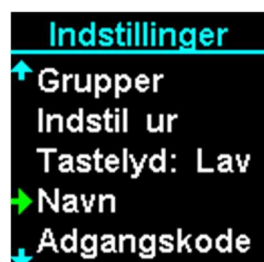 Indstillinger
Grupper
Indstil ur
Tastelyd: Lav
Navn
Adgangskode